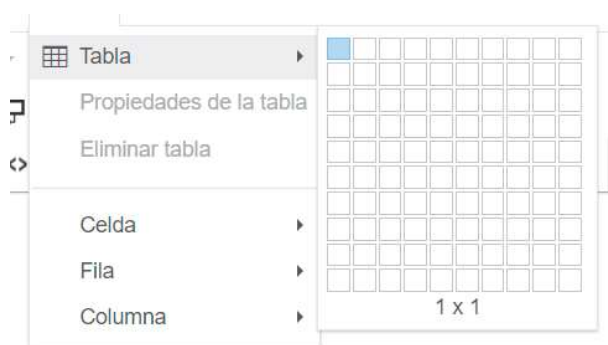 Tabla
Propiedades de la tabla
Eliminar tabla
Celda
Fila
Columna
1 x 1